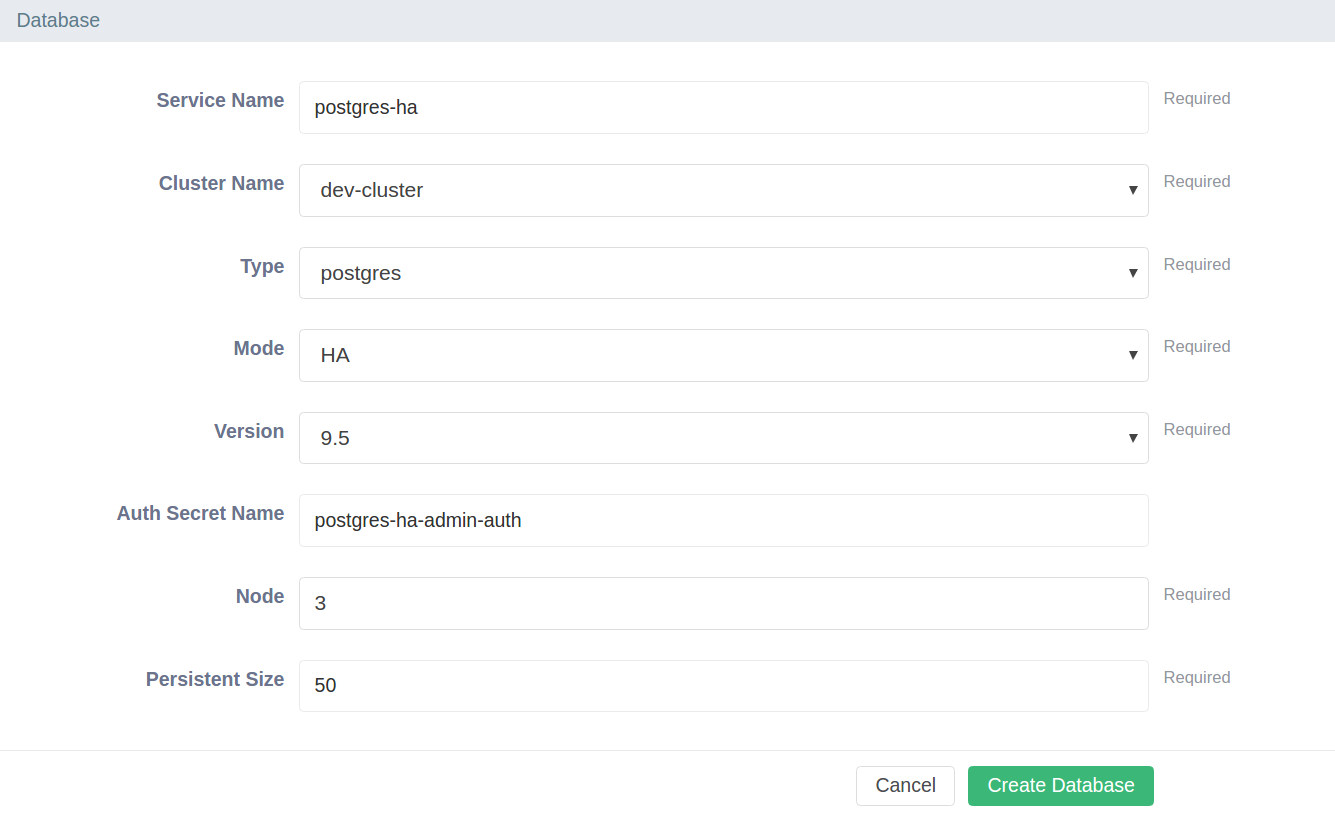 Database
Service Name postgres-ha Required
Cluster Name dev-cluster ▼ Required
Type postgres ▼ Required
Mode HA ▼ Required
Version 9.5 ▼ Required
Auth Secret Name postgres-ha-admin-auth
Node 3 Required
Persistent Size 50 Required
Cancel Create Database